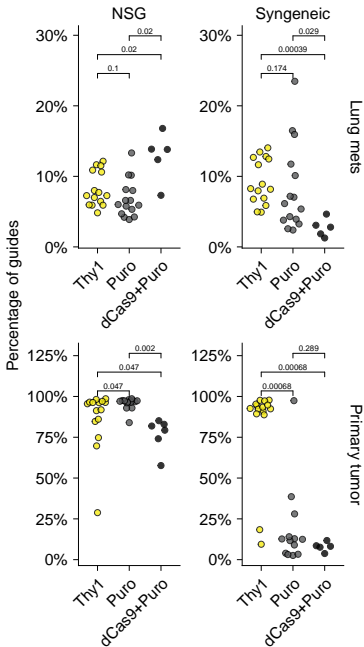 NSG
Syngeneic
Percentage of guides
30%
20%
10%
0%
0.02
0.02
0.1
Thy1
Puro
dCas9+Puro
30%
20%
10%
0%
0.029
0.00039
0.174
Thy1
Puro
dCas9+Puro
Lung mets
125%
100%
75%
50%
25%
0%
0.002
0.047
0.047
Thy1
Puro
dCas9+Puro
125%
100%
75%
50%
25%
0%
0.289
0.00068
0.00068
Thy1
Puro
dCas9+Puro
Primary tumor